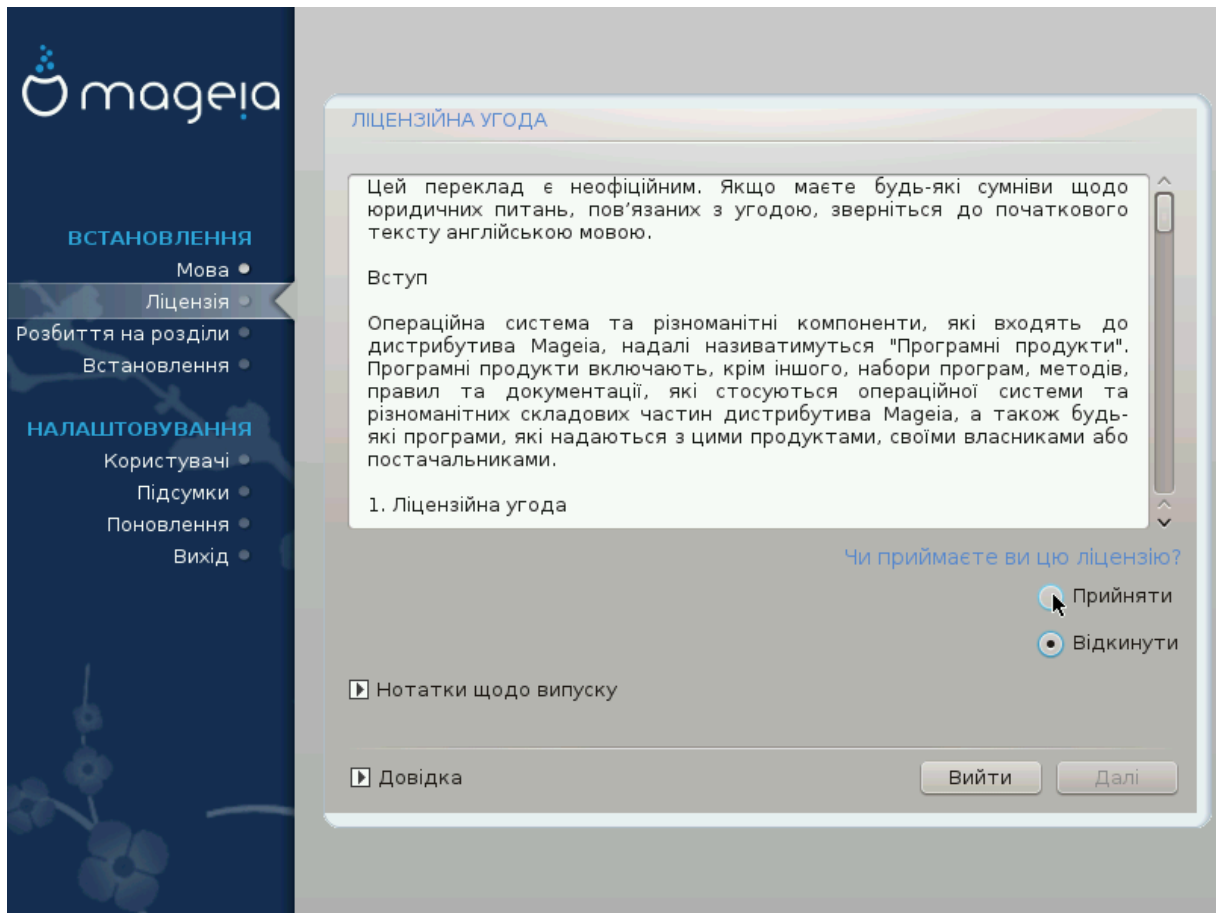 mageia
ВСТАНОВЛЕННЯ
Мова
Ліцензія
Розбиття на розділи
Встановлення
НАЛАШТОВУВАННЯ
Користувачі
Підсумки
Поновлення
Вихід
ЛІЦЕНЗІЙНА УГОДА
Цей переклад є неофіційним. Якщо маєте будь-які сумніви щодо
юридичних питань, пов’язаних з угодою, зверніться до початкового
тексту англійською мовою.
Вступ
Операційна система та різноманітні компоненти, які входять до
дистрибутива Mageia, надалі називатимуться "Програмні продукти".
Програмні продукти включають, крім іншого, набори програм, методів,
правил та документації, які стосуються операційної системи та
різноманітних складових частин дистрибутива Mageia, а також будь-
які програми, які надаються з цими продуктами, своїми власниками або
постачальниками.
1. Ліцензійна угода
Чи приймаєте ви цю ліцензію?
Прийняти
Відкинути
Нотатки щодо випуску
Довідка
Вийти
Далі